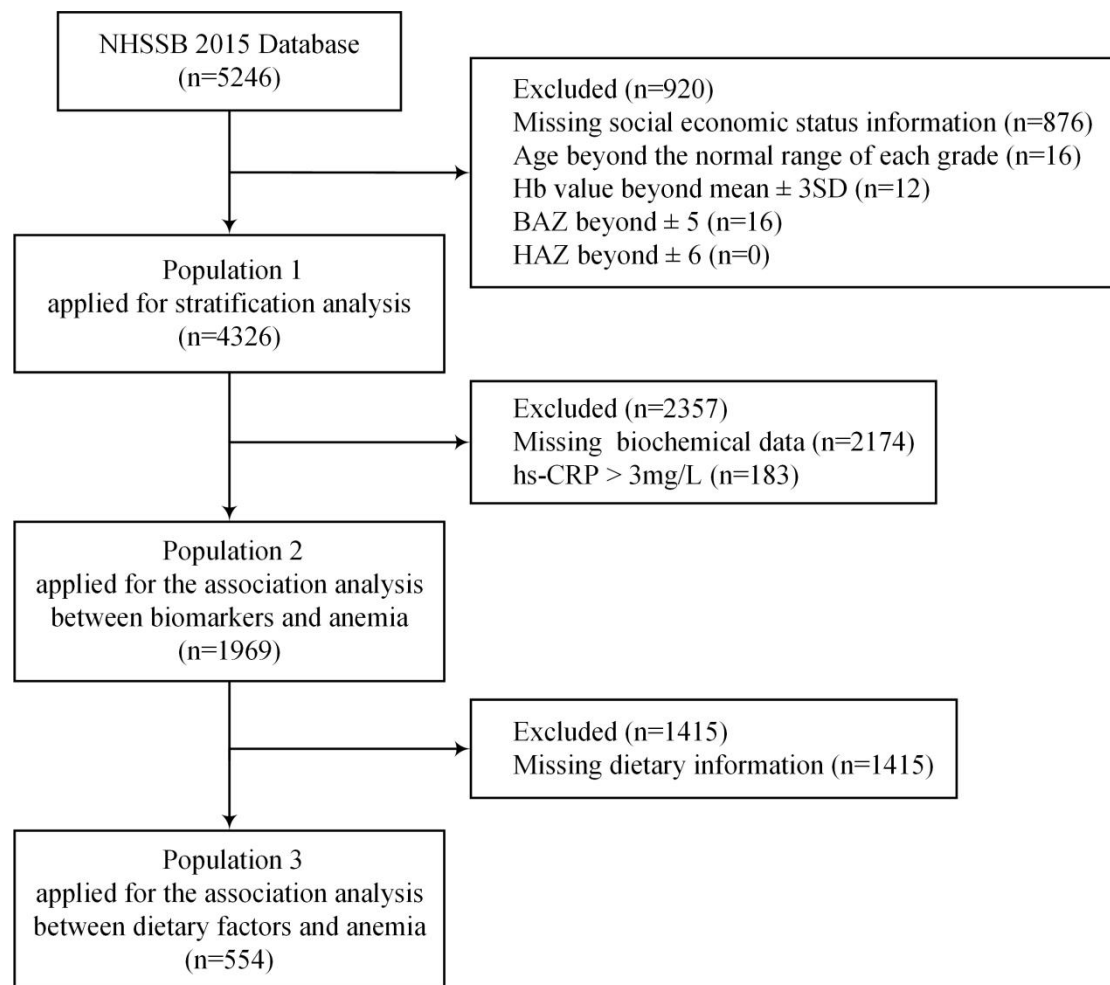 NHSSB 2015 Database
(n=5246)
Excluded (n=920)
Missing social economic status information (n=876)
Age beyond the normal range of each grade (n=16)
Hb value beyond mean ± 3SD (n=12)
BAZ beyond ± 5 (n=16)
HAZ beyond ± 6 (n=0)
Population 1
applied for stratification analysis
(n=4326)
Excluded (n=2357)
Missing biochemical data (n=2174)
hs-CRP > 3mg/L (n=183)
Population 2
applied for the association analysis
between biomarkers and anemia
(n=1969)
Excluded (n=1415)
Missing dietary information (n=1415)
Population 3
applied for the association analysis
between dietary factors and anemia
(n=554)